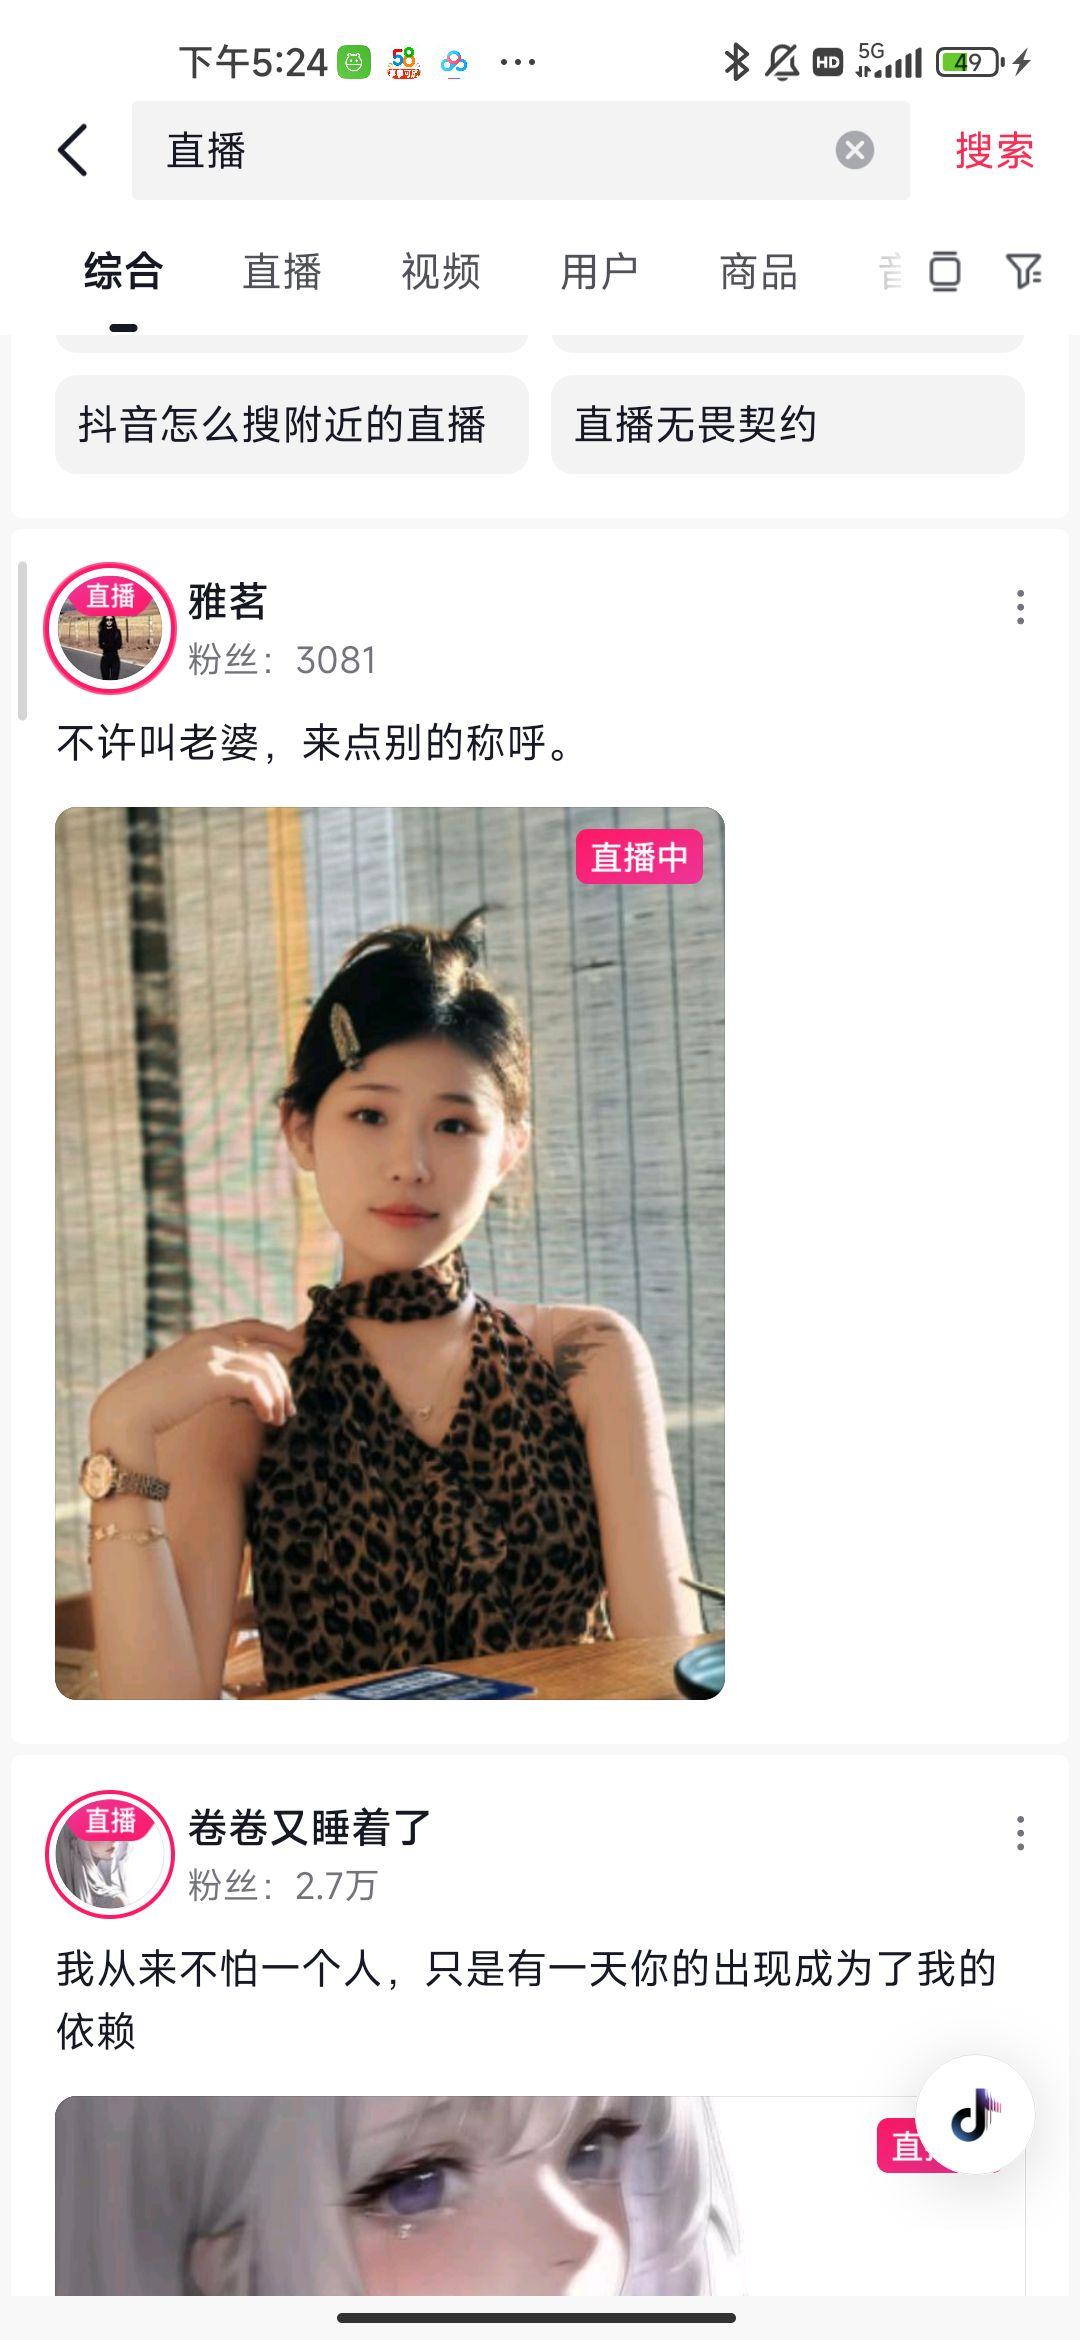 下午5:24 58 ... HD 5G 49
直播 搜索
综合 直播 视频 用户 商品 音
抖音怎么搜附近的直播 直播无畏契约
直播
雅茗
粉丝：3081
不许叫老婆，来点别的称呼。
直播中
直播
卷卷又睡着了
粉丝：2.7万
我从来不怕一个人，只是有一天你的出现成为了我的
依赖
直